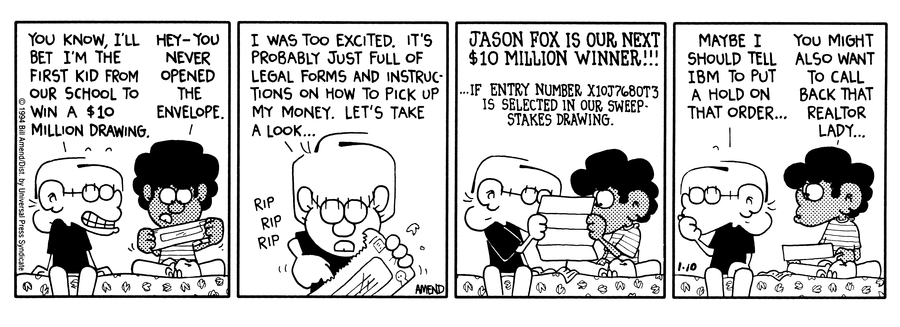 YOU KNOW, I'LL
BET I'M THE
FIRST KID FROM
OUR SCHOOL TO
WIN A $10
MILLION DRAWING.
HEY–YOU
NEVER
OPENED
THE
ENVELOPE.
© 1994 Bill Amend/Dist. by Universal Press Syndicate
I WAS TOO EXCITED. IT'S
PROBABLY JUST FULL OF
LEGAL FORMS AND INSTRUC-
TIONS ON HOW TO PICK UP
MY MONEY. LET'S TAKE
A LOOK...
RIP
RIP
RIP
AMEND
JASON FOX IS OUR NEXT
$10 MILLION WINNER!!!
...IF ENTRY NUMBER X10J7680T3
IS SELECTED IN OUR SWEEP-
STAKES DRAWING.
MAYBE I
SHOULD TELL
IBM TO PUT
A HOLD ON
THAT ORDER...
YOU MIGHT
ALSO WANT
TO CALL
BACK THAT
REALTOR
LADY...
1-10